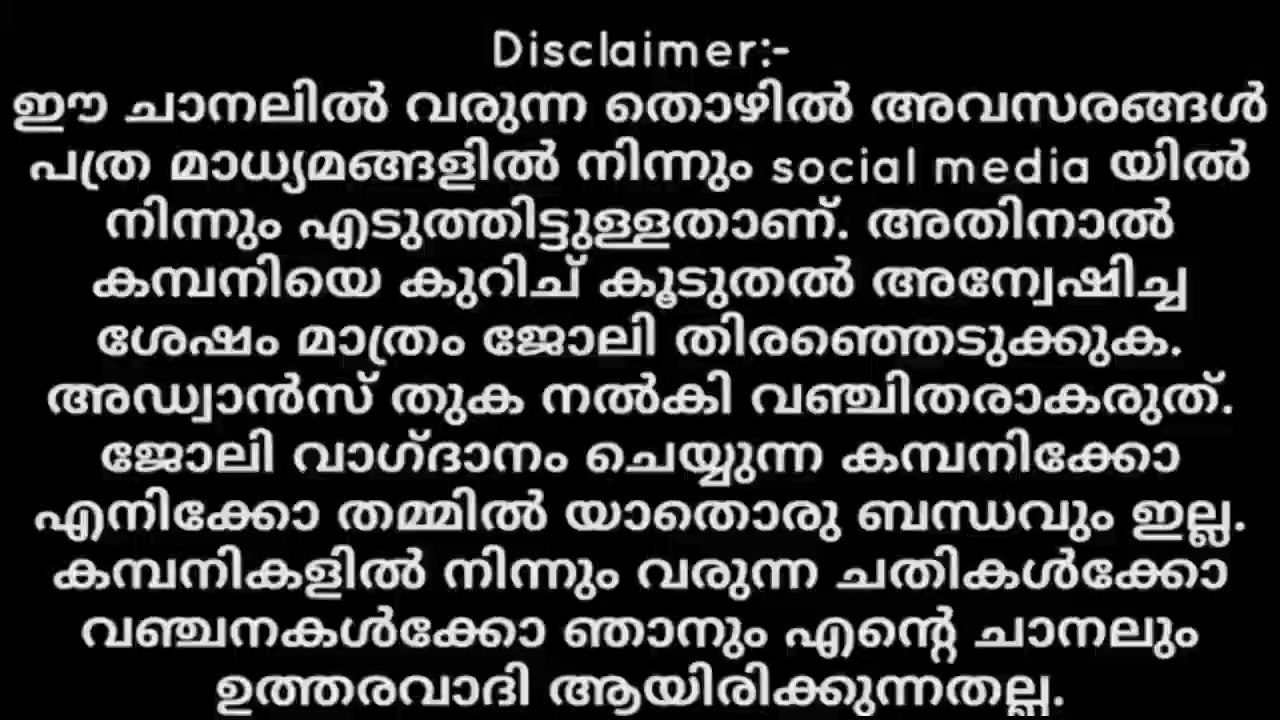 Disclaimer:-
ഈ ചാനലിൽ വരുന്ന തൊഴിൽ അവസരങ്ങൾ
പത്ര മാധ്യമങ്ങളിൽ നിന്നും social media യിൽ
നിന്നും എടുത്തിട്ടുള്ളതാണ്. അതിനാൽ
കമ്പനിയെ കുറിച് കൂടുതൽ അന്വേഷിച്ച
ശേഷം മാത്രം ജോലി തിരഞ്ഞെടുക്കുക.
അഡ്വാൻസ് തുക നൽകി വഞ്ചിതരാകരുത്.
ജോലി വാഗ്ദാനം ചെയ്യുന്ന കമ്പനിക്കോ
എനിക്കോ തമ്മിൽ യാതൊരു ബന്ധവും ഇല്ല.
കമ്പനികളിൽ നിന്നും വരുന്ന ചതികൾക്കോ
വഞ്ചനകൾക്കോ ഞാനും എന്റെ ചാനലും
ഉത്തരവാദി ആയിരിക്കുന്നതല്ല.